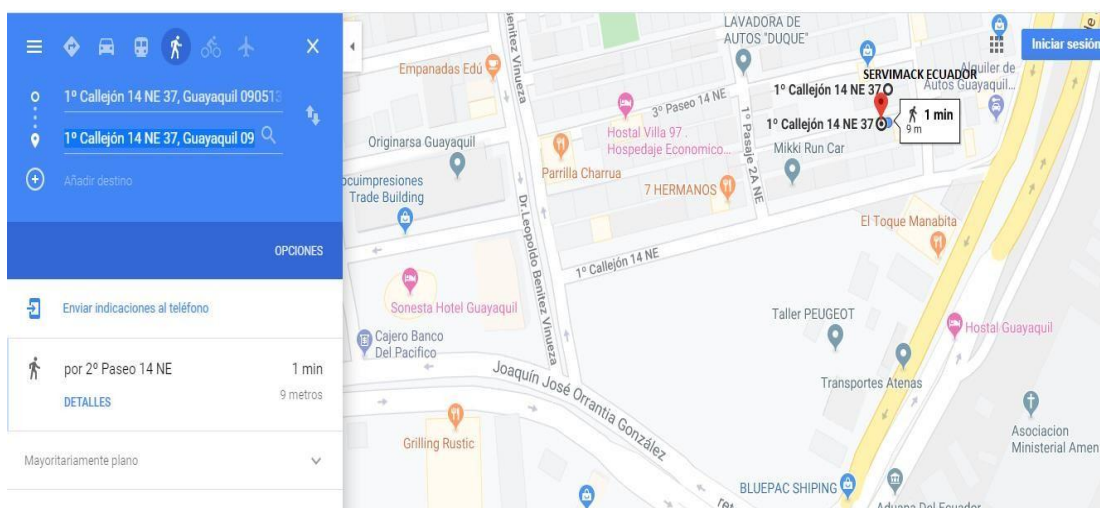 1º Callejón 14 NE 37, Guayaquil 090513
1º Callejón 14 NE 37, Guayaquil 09
Añadir destino
OPCIONES
Enviar indicaciones al teléfono
por 2º Paseo 14 NE
1 min
DETALLES
9 metros
Mayoritariamente plano
Iniciar sesión
LAVADORA DE
AUTOS "DUQUE"
Benitez Vinueza
Empanadas Edú
SERVIMACK ECUADOR
Alquiler de
Autos Guayaquil...
1º Callejón 14 NE 37
1º Callejón 14 NE 37
1 min
9 m
3º Paseo 14 NE
1º Pasaje 2A NE
Hostal Villa 97 .
Hospedaje Economico...
Originarsa Guayaquil
Mikki Run Car
Parrilla Charrua
7 HERMANOS
ocuimpresiones
Trade Building
Dr. Leopoldo Benitez Vinueza
El Toque Manabita
1º Callejón 14 NE
Sonesta Hotel Guayaquil
Taller PEUGEOT
Hostal Guayaquil
Cajero Banco
Del Pacifico
Joaquín José Orrantia González
Transportes Atenas
Grilling Rustic
Asociacion
Ministerial Amen
BLUEPAC SHIPING
Aduana Del Ecuador